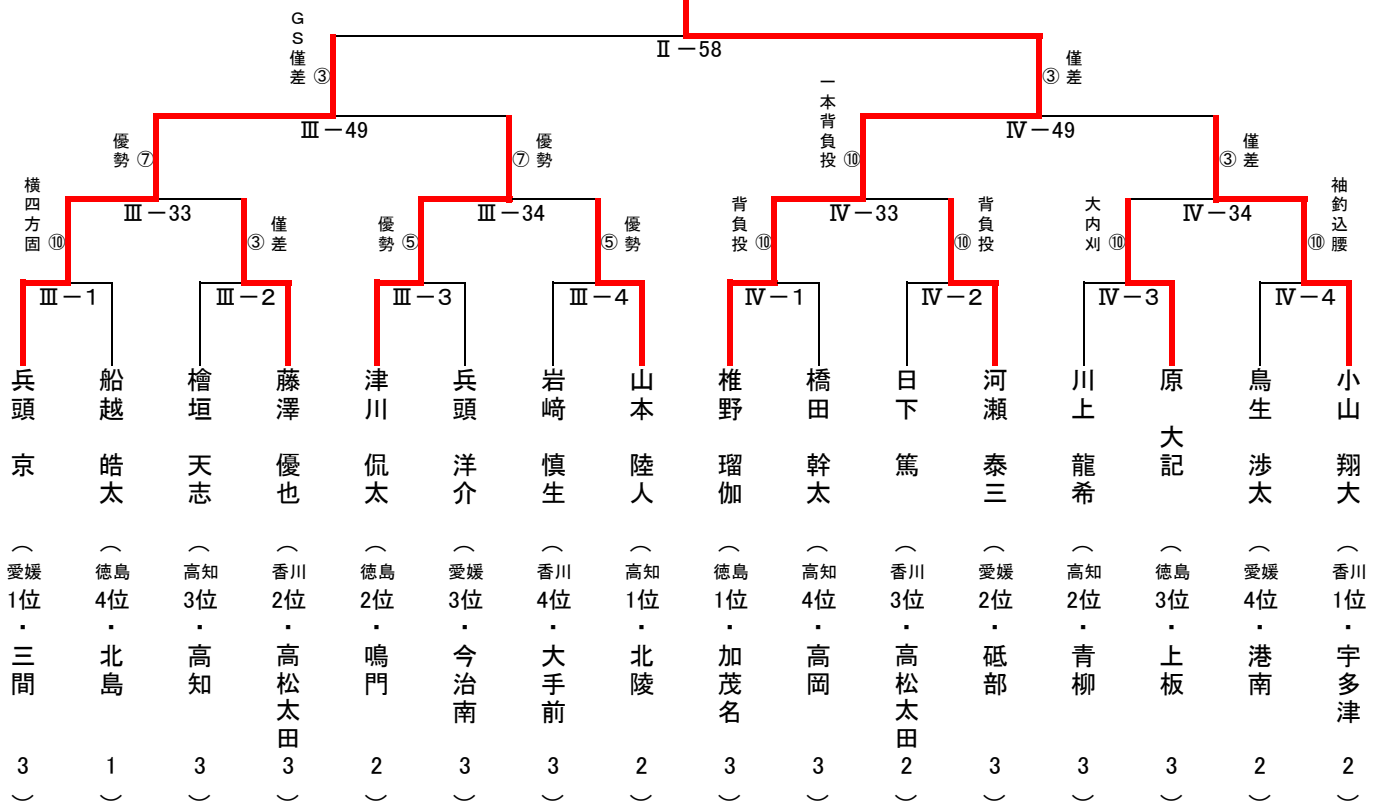 GS僅差 ③
Ⅱ－58
③ 僅差
Ⅲ－49
一本背負投 ⑩
Ⅳ－49
優勢 ⑦
⑦ 優勢
③ 僅差
横四方固 ⑩
Ⅲ－33
③ 僅差
優勢 ⑤
Ⅲ－34
⑤ 優勢
背負投 ⑩
Ⅳ－33
⑩ 背負投
大内刈 ⑩
Ⅳ－34
⑩ 袖釣込腰
Ⅲ－1
Ⅲ－2
Ⅲ－3
Ⅲ－4
Ⅳ－1
Ⅳ－2
Ⅳ－3
Ⅳ－4
兵頭 京 （愛媛1位・三間 3）
船越 皓太 （徳島4位・北島 1）
檜垣 天志 （高知3位・高知 3）
藤澤 優也 （香川2位・高松太田 3）
津川 侃太 （徳島2位・鳴門 2）
兵頭 洋介 （愛媛3位・今治南 3）
岩﨑 慎生 （香川4位・大手前 3）
山本 陸人 （高知1位・北陵 2）
椎野 瑠伽 （徳島1位・加茂名 3）
橋田 幹太 （高知4位・高岡 3）
日下 篤 （香川3位・高松太田 2）
河瀬 泰三 （愛媛2位・砥部 3）
川上 龍希 （高知2位・青柳 3）
原 大記 （徳島3位・上板 3）
鳥生 渉太 （愛媛4位・港南 2）
小山 翔大 （香川1位・宇多津 2）